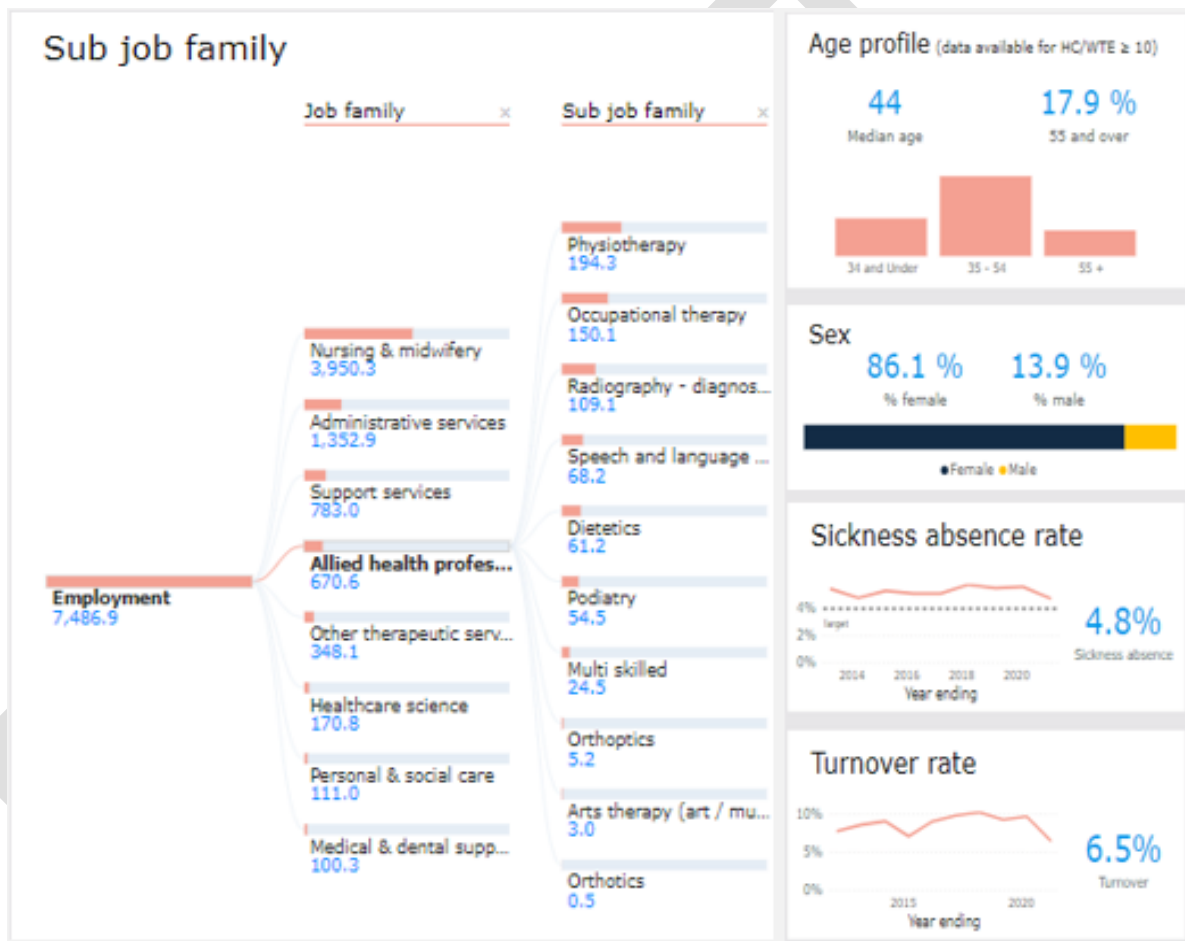 Sub job family
Job family ×
Sub job family ×
Employment
7,486.9
Nursing & midwifery
3,950.3
Administrative services
1,352.9
Support services
783.0
Allied health profes...
670.6
Other therapeutic serv...
348.1
Healthcare science
170.8
Personal & social care
111.0
Medical & dental supp...
100.3
Physiotherapy
194.3
Occupational therapy
150.1
Radiography - diagnos...
109.1
Speech and language ...
68.2
Dietetics
61.2
Podiatry
54.5
Multi skilled
24.5
Orthoptics
5.2
Arts therapy (art / mu...
3.0
Orthotics
0.5
Age profile (data available for HC/WTE ≥ 10)
44 17.9 %
Median age 55 and over
34 and Under 35 - 54 55 +
Sex
86.1 % 13.9 %
% female % male
Female Male
Sickness absence rate
4%
Target
2%
0%
2014 2016 2018 2020
Year ending
4.8%
Sickness absence
Turnover rate
10%
5%
0%
2015 2020
Year ending
6.5%
Turnover